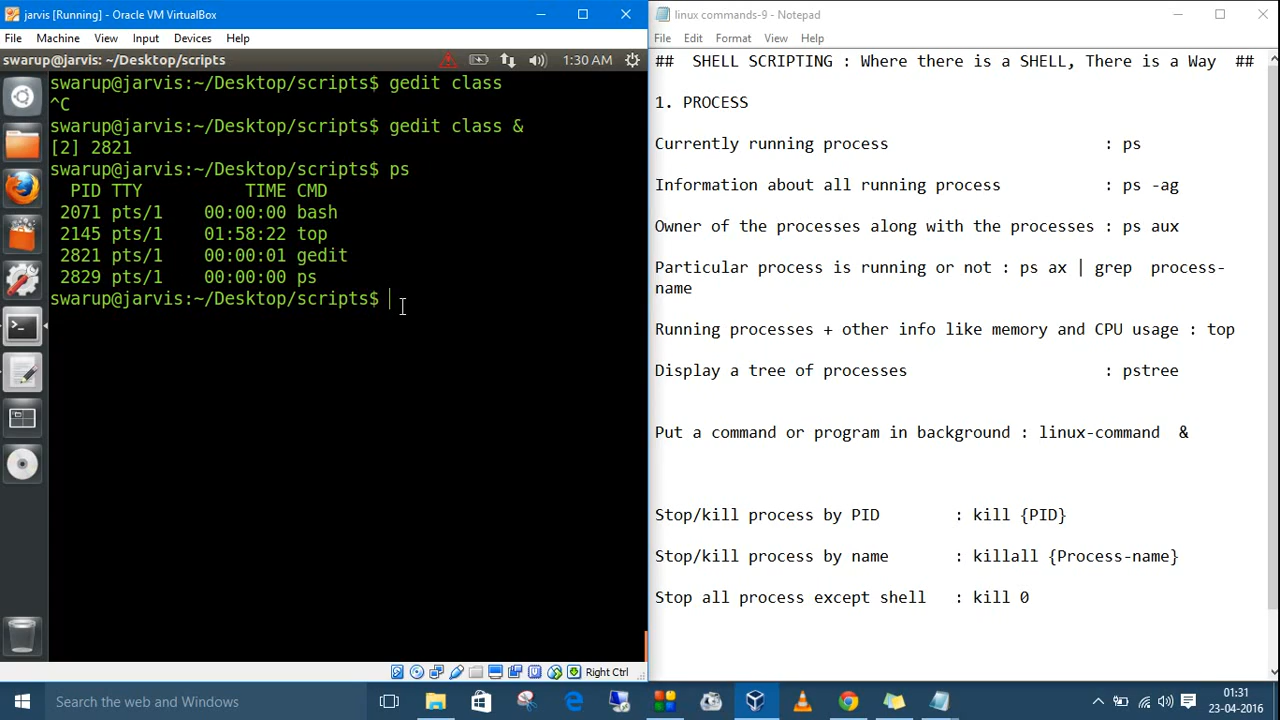 jarvis [Running] - Oracle VM VirtualBox
File Machine View Input Devices Help
swarup@jarvis: ~/Desktop/scripts 1:30 AM
swarup@jarvis:~/Desktop/scripts$ gedit class
^C
swarup@jarvis:~/Desktop/scripts$ gedit class &
[2] 2821
swarup@jarvis:~/Desktop/scripts$ ps
PID TTY TIME CMD
2071 pts/1 00:00:00 bash
2145 pts/1 01:58:22 top
2821 pts/1 00:00:01 gedit
2829 pts/1 00:00:00 ps
swarup@jarvis:~/Desktop/scripts$
Right Ctrl
linux commands-9 - Notepad
File Edit Format View Help
## SHELL SCRIPTING : Where there is a SHELL, There is a Way ##
1. PROCESS
Currently running process : ps
Information about all running process : ps -ag
Owner of the processes along with the processes : ps aux
Particular process is running or not : ps ax | grep process-
name
Running processes + other info like memory and CPU usage : top
Display a tree of processes : pstree
Put a command or program in background : linux-command &
Stop/kill process by PID : kill {PID}
Stop/kill process by name : killall {Process-name}
Stop all process except shell : kill 0
Search the web and Windows
01:31
23-04-2016